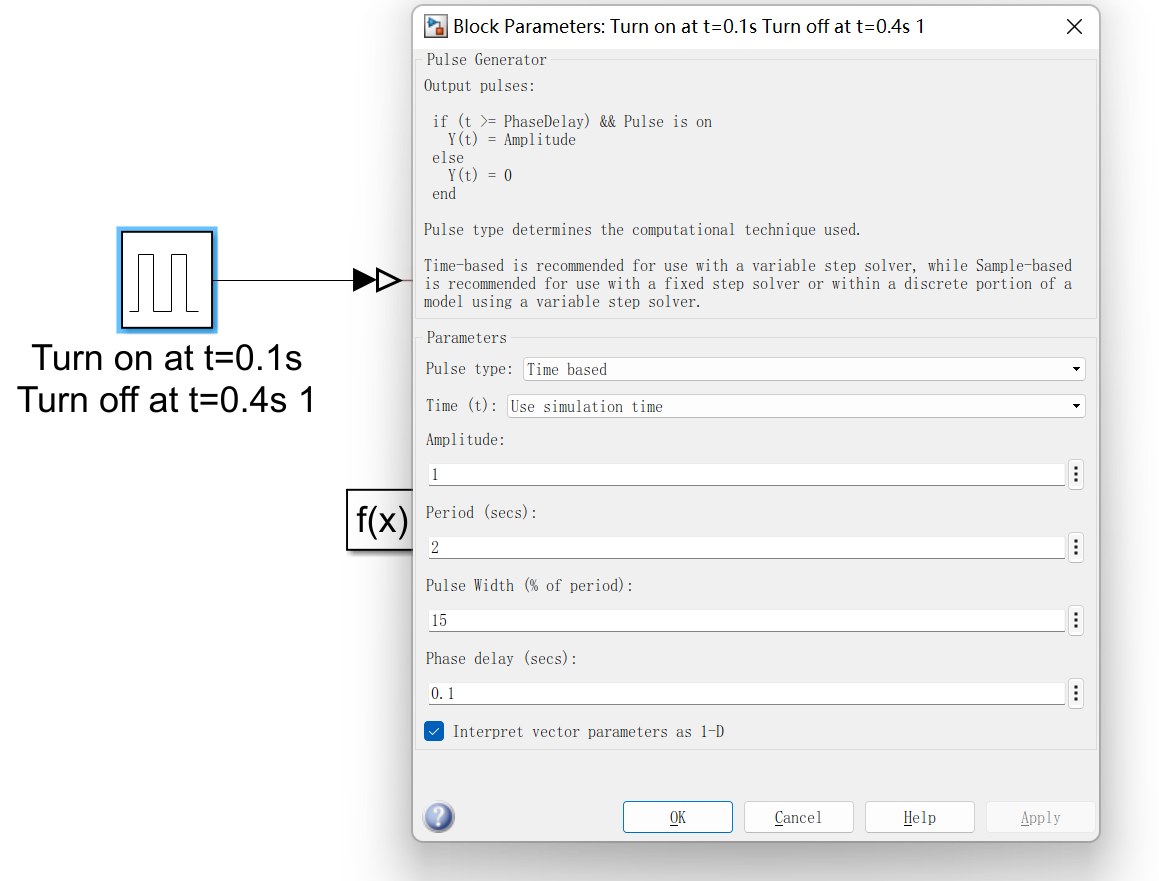 Block Parameters: Turn on at t=0.1s Turn off at t=0.4s 1
Pulse Generator
Output pulses:
if (t >= PhaseDelay) && Pulse is on
Y(t) = Amplitude
else
Y(t) = 0
end
Pulse type determines the computational technique used.
Time-based is recommended for use with a variable step solver, while Sample-based
is recommended for use with a fixed step solver or within a discrete portion of a
model using a variable step solver.
Parameters
Pulse type: Time based
Time (t): Use simulation time
Amplitude:
1
Period (secs):
2
Pulse Width (% of period):
15
Phase delay (secs):
0.1
Interpret vector parameters as 1-D
OK Cancel Help Apply
Turn on at t=0.1s
Turn off at t=0.4s 1
f(x)